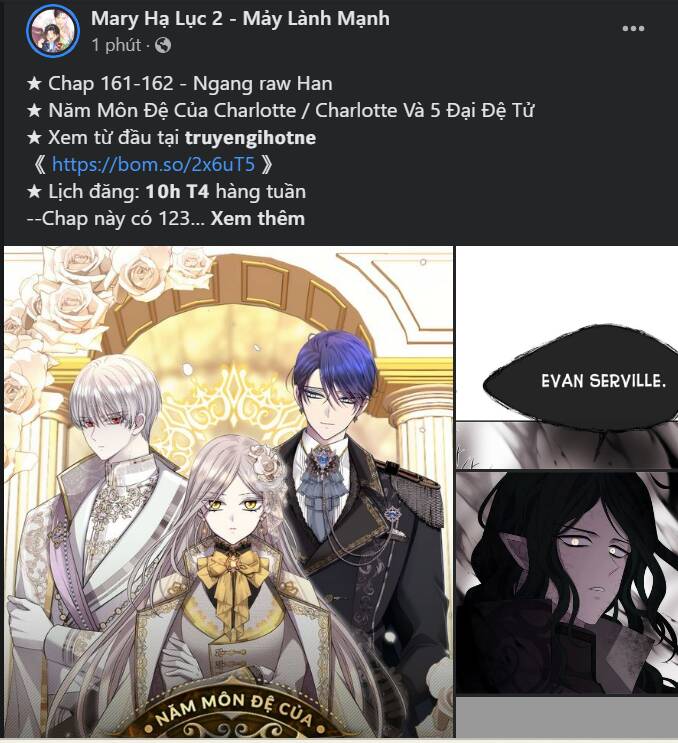 Mary Hạ Lục 2 - Mảy Lành Mạnh
1 phút ·
★ Chap 161-162 - Ngang raw Han
★ Năm Môn Đệ Của Charlotte / Charlotte Và 5 Đại Đệ Tử
★ Xem từ đầu tại truyengihotne
《 https://bom.so/2x6uT5 》
★ Lịch đăng: 10h T4 hàng tuần
--Chap này có 123... Xem thêm
EVAN SERVILLE.
• NĂM MÔN ĐỆ CỦA •